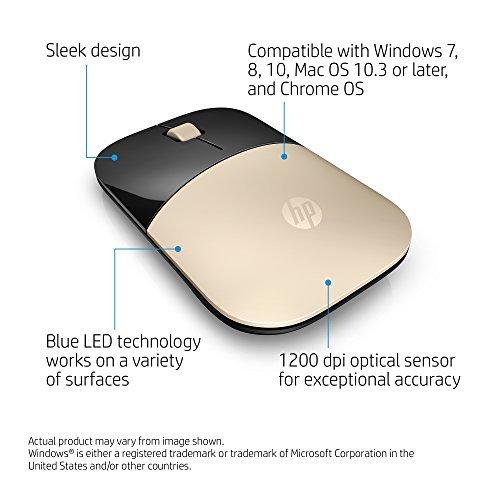 Sleek design
Compatible with Windows 7,
8, 10, Mac OS 10.3 or later,
and Chrome OS
hp
Blue LED technology
works on a variety
of surfaces
1200 dpi optical sensor
for exceptional accuracy
Actual product may vary from image shown.
Windows® is either a registered trademark or trademark of Microsoft Corporation in the
United States and/or other countries.